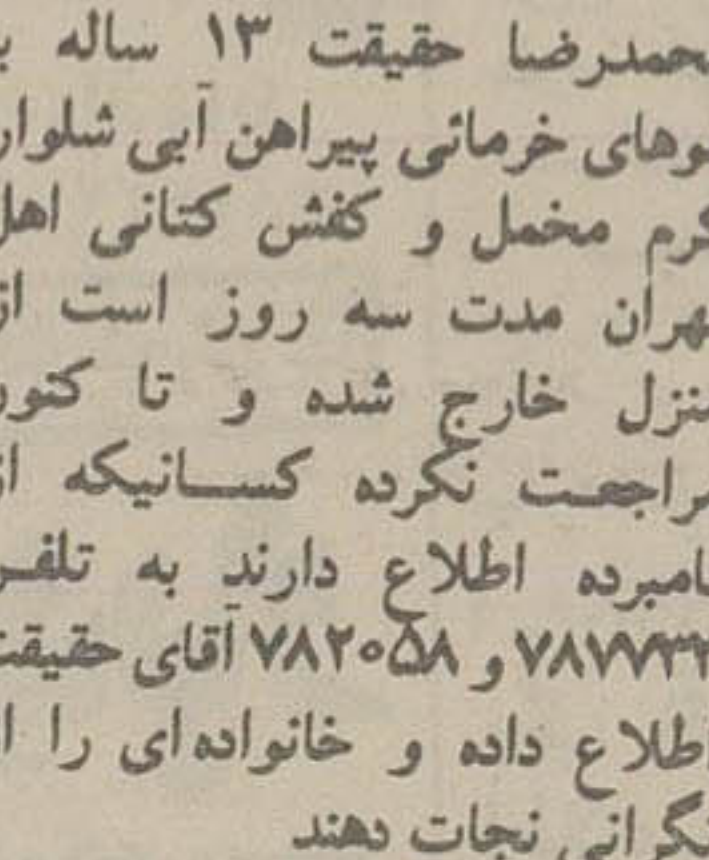 محمدرضا حقیقت ۱۳ ساله با
موهای خرمائی پیراهن آبی شلوار
کرم مخمل و کفش کتانی اهل
تهران مدت سه روز است از
منزل خارج شده و تا کنون
مراجعت نکرده کسانیکه از
نامبرده اطلاع دارند به تلفن
و ۷۸۲۰۵۸ آقای حقیقت
اطلاع داده و خانواده‌ای را از
نگرانی نجات دهند